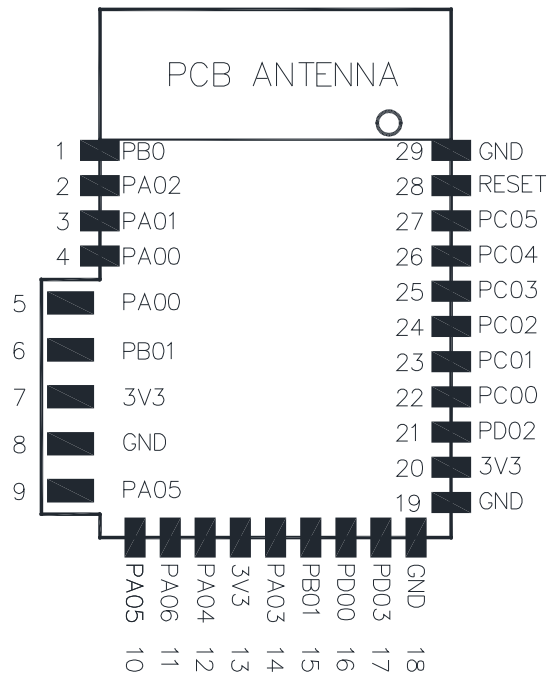 PCB ANTENNA
1 PB0
2 PA02
3 PA01
4 PA00
5 PA00
6 PB01
7 3V3
8 GND
9 PA05
PA05 10
PA06 11
PA04 12
3V3 13
PA03 14
PB01 15
PD00 16
PD03 17
GND 18
29 GND
28 RESET
27 PC05
26 PC04
25 PC03
24 PC02
23 PC01
22 PC00
21 PD02
20 3V3
19 GND